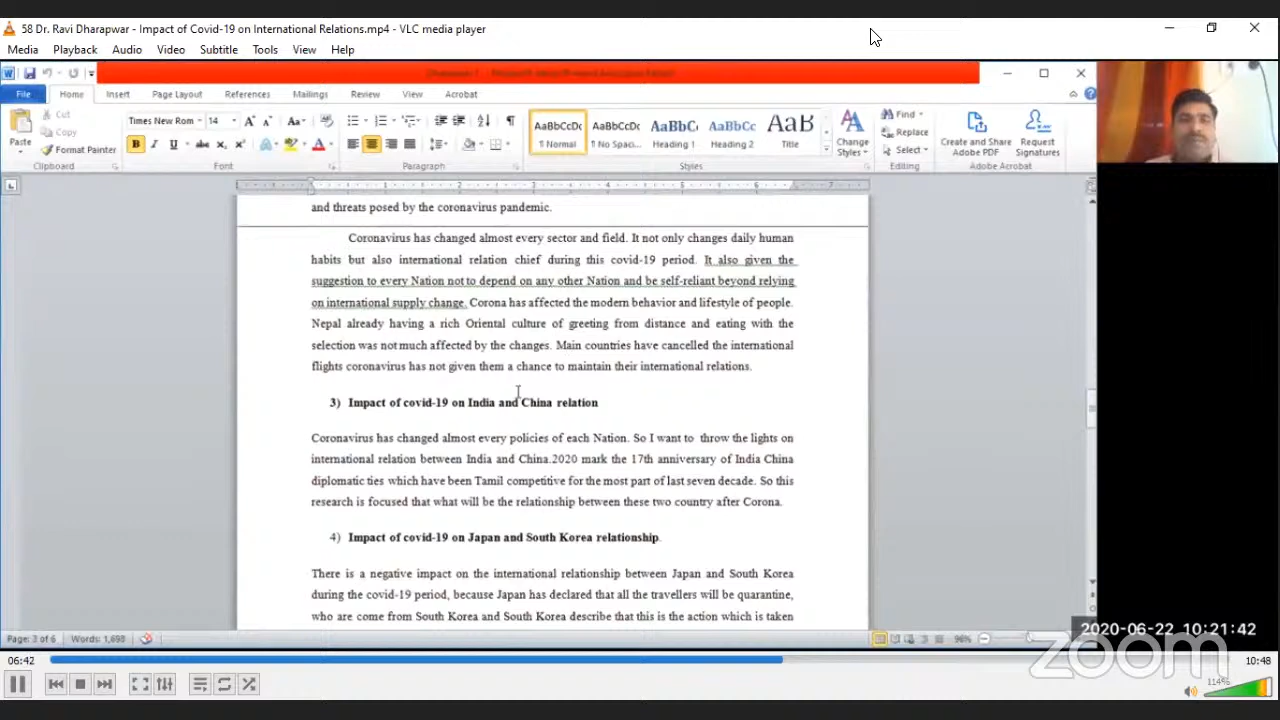 58 Dr. Ravi Dharapwar - Impact of Covid-19 on International Relations.mp4 - VLC media player
Media Playback Audio Video Subtitle Tools View Help
File Home Insert Page Layout References Mailings Review View Acrobat
Paste
Cut
Copy
Format Painter
Clipboard
Times New Rom 14
B I U abc X₂ X² A
Font
Paragraph
AaBbCcDc AaBbCcDc AaBbC AaBbCc AaB
¶ Normal ¶ No Spaci... Heading 1 Heading 2 Title
Change Styles
Styles
Find
Replace
Select
Editing
Create and Share Adobe PDF
Request Signatures
Adobe Acrobat
and threats posed by the coronavirus pandemic.
Coronavirus has changed almost every sector and field. It not only changes daily human
habits but also international relation chief during this covid-19 period. It also given the
suggestion to every Nation not to depend on any other Nation and be self-reliant beyond relying
on international supply change. Corona has affected the modern behavior and lifestyle of people.
Nepal already having a rich Oriental culture of greeting from distance and eating with the
selection was not much affected by the changes. Main countries have cancelled the international
flights coronavirus has not given them a chance to maintain their international relations.
3) Impact of covid-19 on India and China relation
Coronavirus has changed almost every policies of each Nation. So I want to throw the lights on
international relation between India and China.2020 mark the 17th anniversary of India China
diplomatic ties which have been Tamil competitive for the most part of last seven decade. So this
research is focused that what will be the relationship between these two country after Corona.
4) Impact of covid-19 on Japan and South Korea relationship.
There is a negative impact on the international relationship between Japan and South Korea
during the covid-19 period, because Japan has declared that all the travellers will be quarantine,
who are come from South Korea and South Korea describe that this is the action which is taken
Words: 1,698
96%
2020-06-22 10:21:42
zoom
06:42
10:48
114%